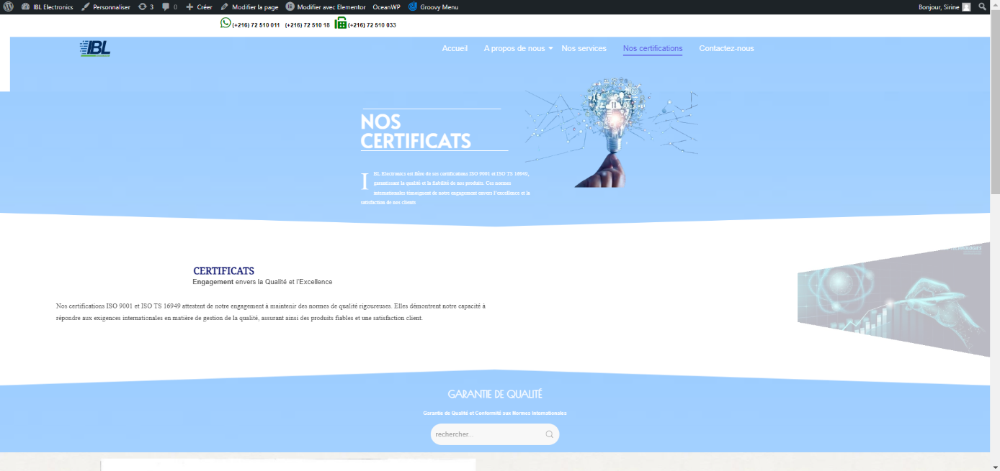 IBL Electronics Personnaliser 3 0 Créer Modifier la page Modifier avec Elementor OceanWP Groovy Menu Bonjour, Sirine
(+216) 72 510 011 (+216) 72 510 18 (+216) 72 510 033
IBL Accueil A propos de nous Nos services Nos certifications Contactez-nous
NOS
CERTIFICATS
IBL Electronics est fière de ses certifications ISO 9001 et ISO TS 16949,
garantissant la qualité et la fiabilité de nos produits. Ces normes
internationales témoignent de notre engagement envers l'excellence et la
satisfaction de nos clients
CERTIFICATS
Engagement envers la Qualité et l'Excellence
Nos certifications ISO 9001 et ISO TS 16949 attestent de notre engagement à maintenir des normes de qualité rigoureuses. Elles démontrent notre capacité à
répondre aux exigences internationales en matière de gestion de la qualité, assurant ainsi des produits fiables et une satisfaction client.
GARANTIE DE QUALITÉ
Garantie de Qualité et Conformité aux Normes Internationales
rechercher...